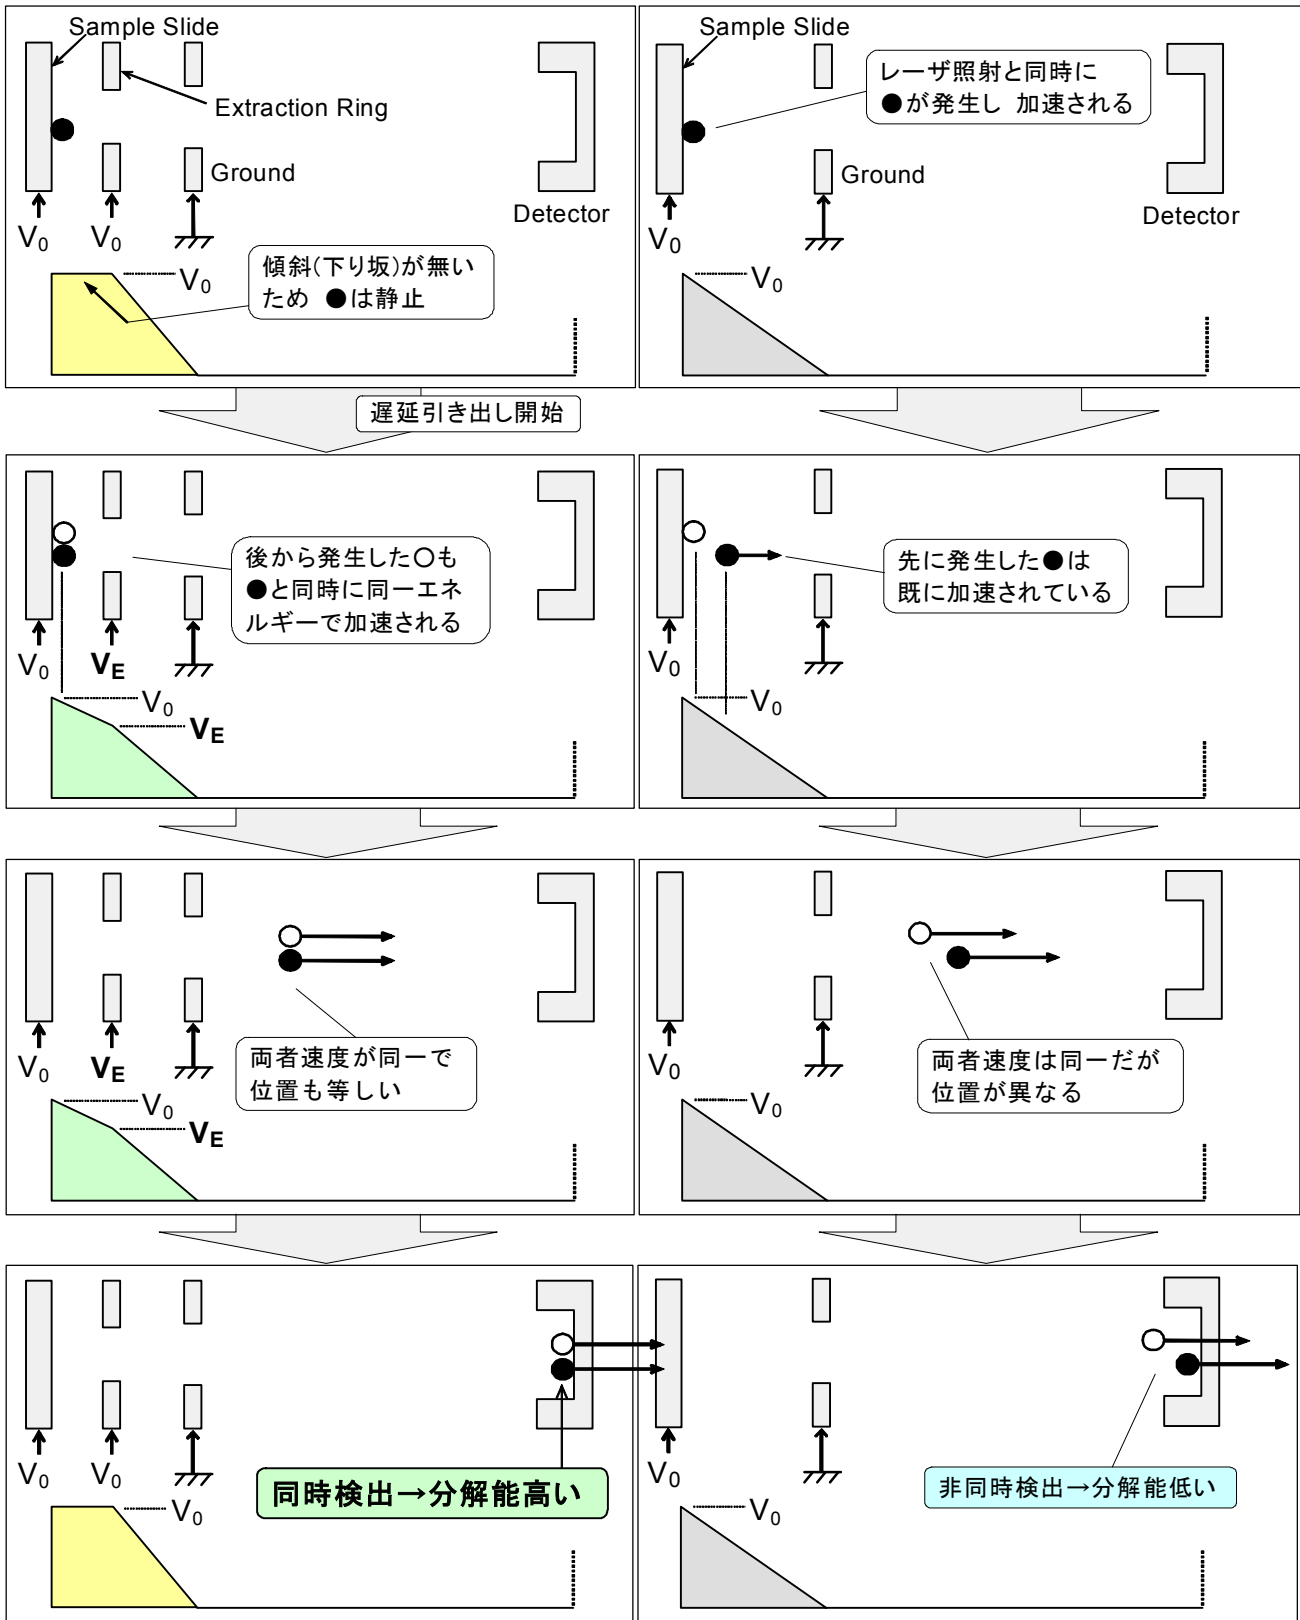 Sample Slide
Extraction Ring
Ground
Detector
V0
V0
V0
傾斜(下り坂)が無い
ため ●は静止
Sample Slide
レーザ照射と同時に
●が発生し 加速される
Ground
Detector
V0
V0
遅延引き出し開始
後から発生した○も
●と同時に同一エネ
ルギーで加速される
V0
VE
V0
VE
先に発生した●は
既に加速されている
V0
V0
両者速度が同一で
位置も等しい
V0
VE
V0
VE
両者速度は同一だが
位置が異なる
V0
V0
V0
V0
同時検出→分解能高い
V0
V0
非同時検出→分解能低い
V0